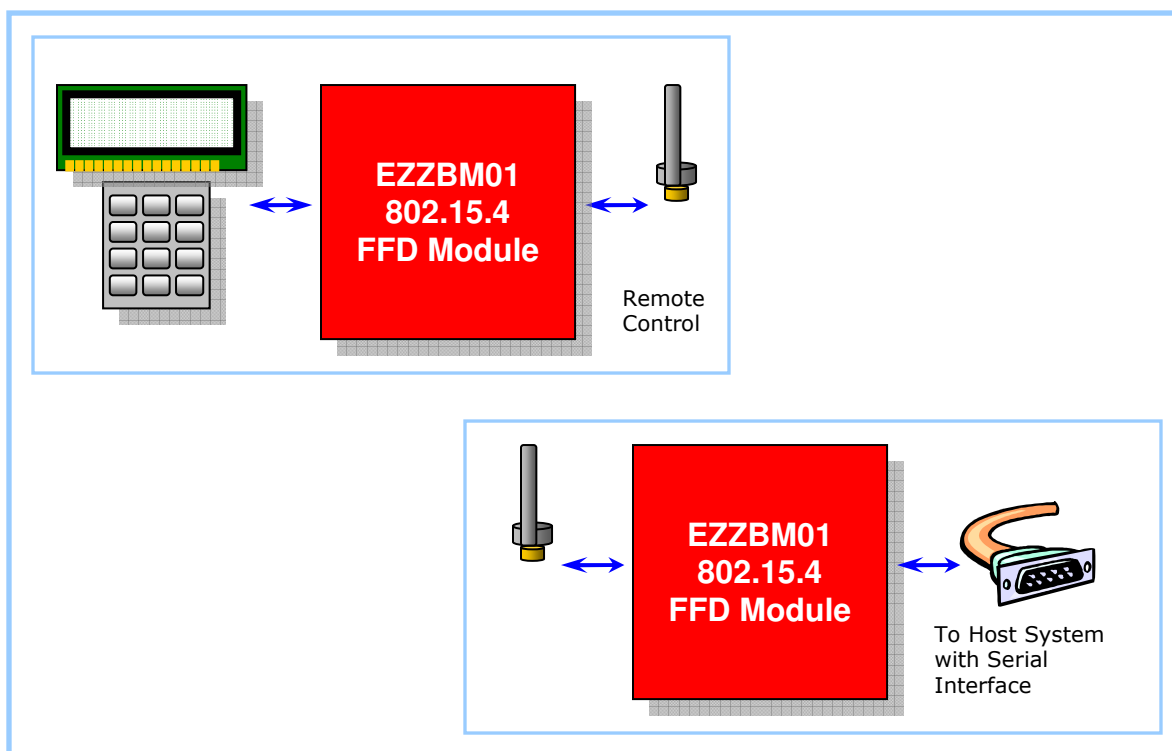 EZZBM01
802.15.4
FFD Module
Remote
Control
EZZBM01
802.15.4
FFD Module
To Host System
with Serial
Interface